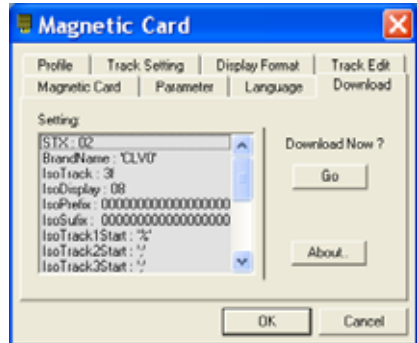 Magnetic Card
Profile Track Setting Display Format Track Edit
Magnetic Card Parameter Language Download
Setting:
STX : 02
BrandName : 'CLV0'
IsoTrack : 3f
IsoDisplay : 08
IsoPrefix : 0000000000000000000
IsoSufix : 0000000000000000000
IsoTrack1Start : '%'
IsoTrack2Start : ';'
IsoTrack3Start : ';'
Download Now ?
Go
About..
OK Cancel